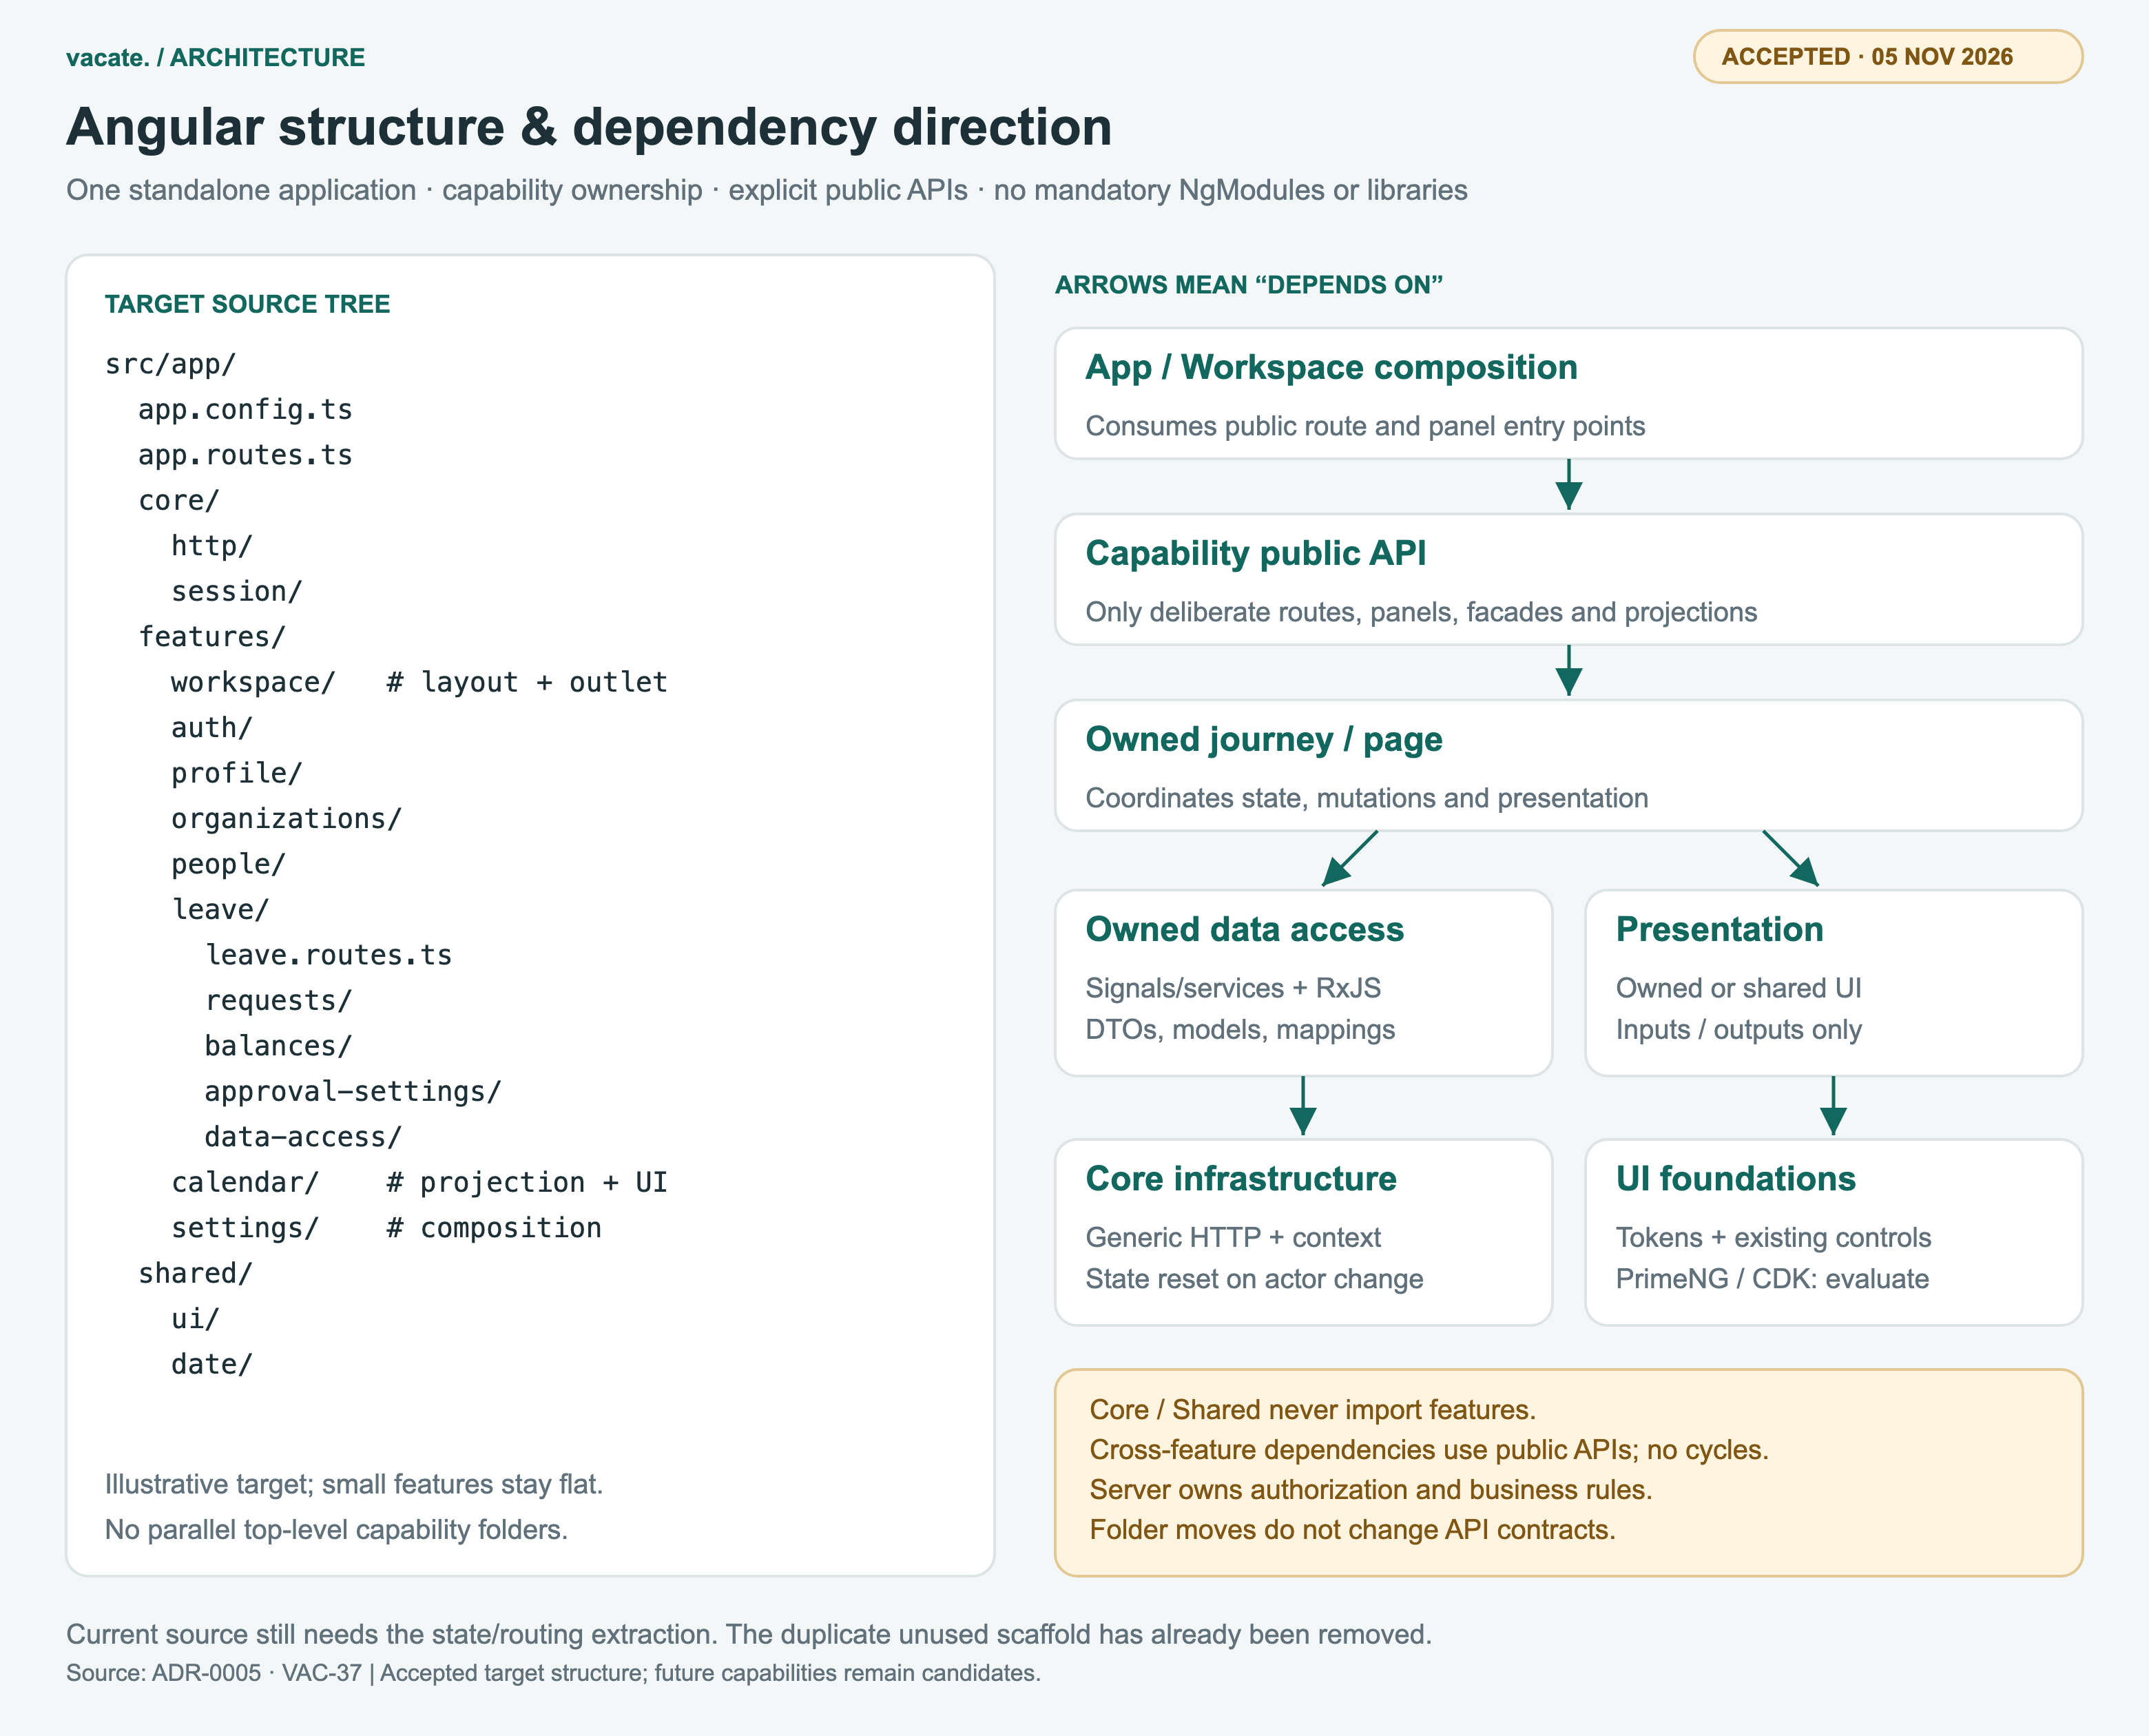 vacate. / ARCHITECTURE
ACCEPTED · 05 NOV 2026
Angular structure & dependency direction
One standalone application · capability ownership · explicit public APIs · no mandatory NgModules or libraries
TARGET SOURCE TREE
src/app/
  app.config.ts
  app.routes.ts
  core/
    http/
    session/
  features/
    workspace/   # layout + outlet
    auth/
    profile/
    organizations/
    people/
    leave/
      leave.routes.ts
      requests/
      balances/
      approval-settings/
      data-access/
    calendar/    # projection + UI
    settings/    # composition
  shared/
    ui/
    date/
Illustrative target; small features stay flat.
No parallel top-level capability folders.
ARROWS MEAN “DEPENDS ON”
App / Workspace composition
Consumes public route and panel entry points
Capability public API
Only deliberate routes, panels, facades and projections
Owned journey / page
Coordinates state, mutations and presentation
Owned data access
Signals/services + RxJS
DTOs, models, mappings
Presentation
Owned or shared UI
Inputs / outputs only
Core infrastructure
Generic HTTP + context
State reset on actor change
UI foundations
Tokens + existing controls
PrimeNG / CDK: evaluate
Core / Shared never import features.
Cross-feature dependencies use public APIs; no cycles.
Server owns authorization and business rules.
Folder moves do not change API contracts.
Current source still needs the state/routing extraction. The duplicate unused scaffold has already been removed.
Source: ADR-0005 · VAC-37 | Accepted target structure; future capabilities remain candidates.